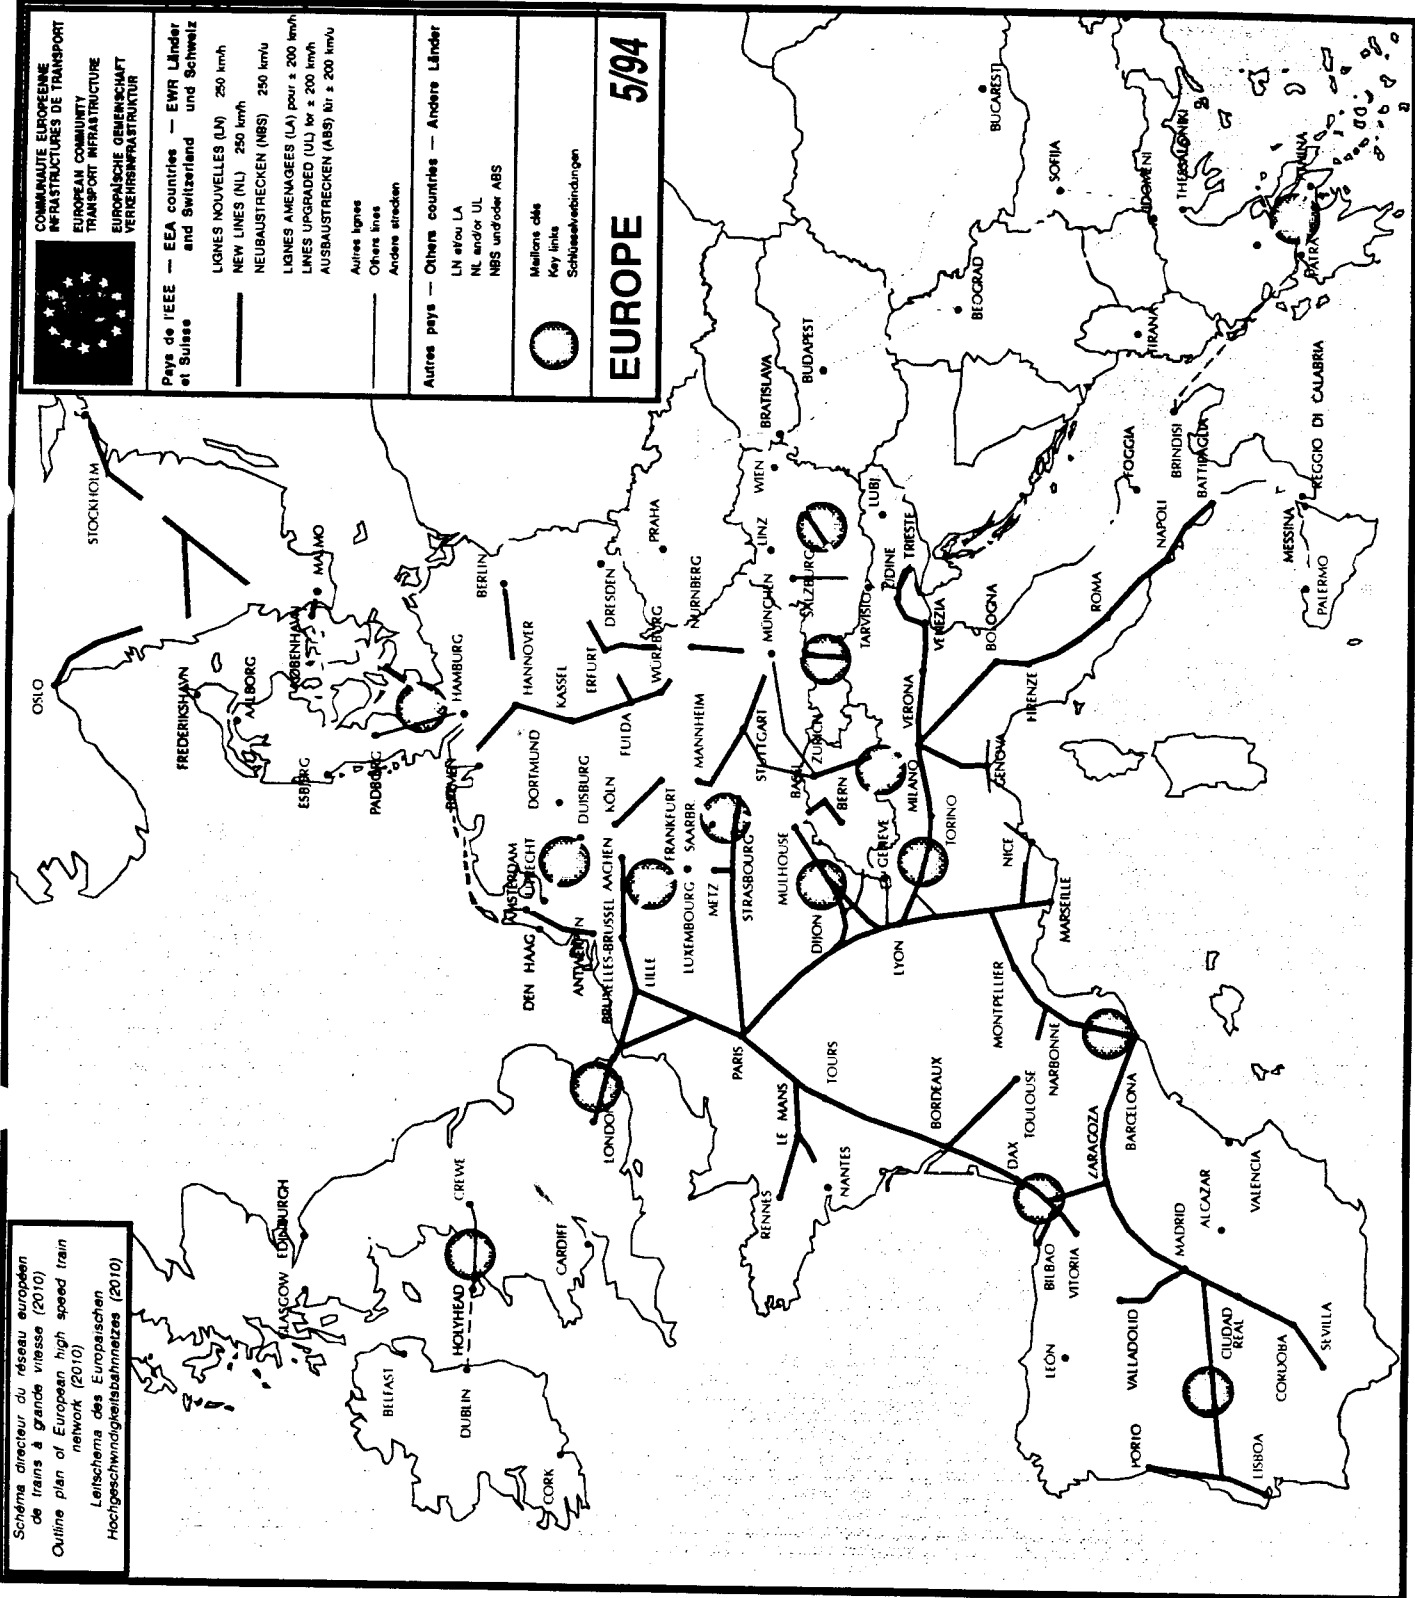 Schéma directeur du réseau européen
de trains à grande vitesse (2010)
Outline plan of European high speed train
network (2010)
Leitschema des Europaischen
Hochgeschwindigkeitsbahnnetzes (2010)
COMMUNAUTE EUROPEENNE
INFRASTRUCTURES DE TRANSPORT
EUROPEAN COMMUNITY
TRANSPORT INFRASTRUCTURE
EUROPÄISCHE GEMEINSCHAFT
VERKEHRSINFRASTRUKTUR
Pays de l'EEE — EEA countries — EWR Länder
et Suisse and Switzerland und Schweiz
LIGNES NOUVELLES (LN) 250 km/h
NEW LINES (NL) 250 km/h
NEUBAUSTRECKEN (NBS) 250 km/u
LIGNES AMENAGEES (LA) pour ± 200 km/h
LINES UPGRADED (UL) for ± 200 km/h
AUSBAUSTRECKEN (ABS) für ± 200 km/u
Autres lignes
Others lines
Andere strecken
Autres pays — Others countries — Andere Länder
LN et/ou LA
NL and/or UL
NBS und/oder ABS
Maillons clés
Key links
Schlüsselverbindungen
EUROPE 5/94
OSLO
STOCKHOLM
FREDERIKSHAVN
AALBORG
KØBENHAVN
MALMO
ESBJERG
PADBORG
HAMBURG
BREMEN
BERLIN
HANNOVER
DORTMUND
KASSEL
DUISBURG
KÖLN
ERFURT
DRESDEN
FULDA
WÜRZBURG
NÜRNBERG
PRAHA
FRANKFURT
MANNHEIM
SAARBR.
STUTTGART
MÜNCHEN
LINZ
WIEN
BRATISLAVA
BUDAPEST
SALZBURG
AMSTERDAM
UTRECHT
DEN HAAG
ANTWERPEN
BRUXELLES-BRUSSEL
AACHEN
LILLE
LUXEMBOURG
METZ
STRASBOURG
MULHOUSE
BASEL
ZURICH
BERN
GENEVE
DIJON
LYON
TORINO
MILANO
VERONA
VENEZIA
TRIESTE
UDINE
TARVISIO
LUBJ.
GENOVA
BOLOGNA
FIRENZE
ROMA
NAPOLI
FOGGIA
BATTIPAGLIA
BRINDISI
REGGIO DI CALABRIA
MESSINA
PALERMO
BEOGRAD
BUCARESTI
SOFIJA
TIRANA
IDOMENI
THESSALONIKI
PATRA
GLASGOW
EDINBURGH
BELFAST
DUBLIN
CORK
HOLYHEAD
CREWE
CARDIFF
LONDON
PARIS
LE MANS
TOURS
RENNES
NANTES
BORDEAUX
TOULOUSE
DAX
MONTPELLIER
NARBONNE
NICE
MARSEILLE
BILBAO
VITORIA
ZARAGOZA
BARCELONA
LEÓN
VALLADOLID
MADRID
ALCAZAR
VALENCIA
CIUDAD
REAL
CORDOBA
SEVILLA
PORTO
LISBOA